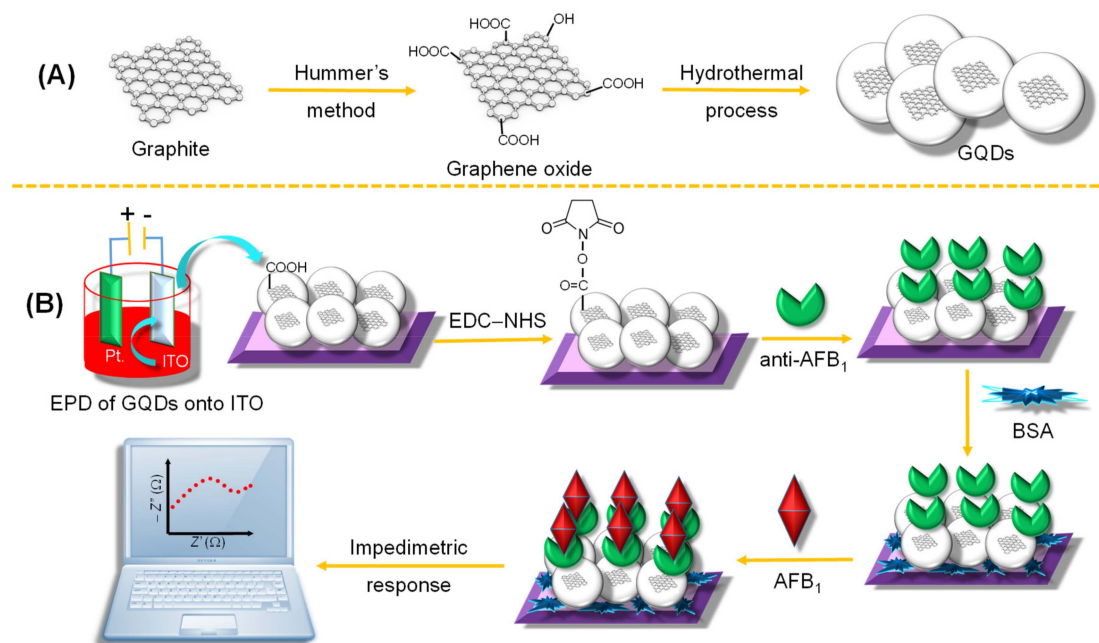 (A)
Graphite
Hummer's
method
HOOC
OH
HOOC
COOH
COOH
Graphene oxide
Hydrothermal
process
GQDs
(B)
+ -
Pt.
ITO
EPD of GQDs onto ITO
COOH
EDC–NHS
O
N
O
O
O=C
anti-AFB₁
BSA
AFB₁
Impedimetric
response
– Z″ (Ω)
Z′ (Ω)